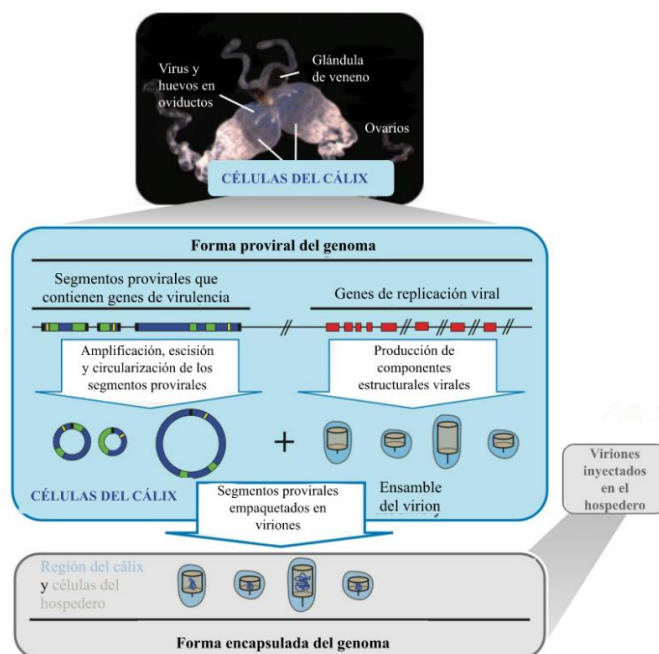 Virus y
huevos en
oviductos
Glándula
de veneno
Ovarios
CÉLULAS DEL CÁLIX
Forma proviral del genoma
Segmentos provirales que
contienen genes de virulencia
Genes de replicación viral
Amplificación, escisión
y circularización de los
segmentos provirales
Producción de
componentes
estructurales virales
+
CÉLULAS DEL CÁLIX
Ensamble
del virion
Segmentos provirales
empaquetados en
viriones
Viriones
inyectados
en el
hospedero
Región del cálix
y células del
hospedero
Forma encapsulada del genoma